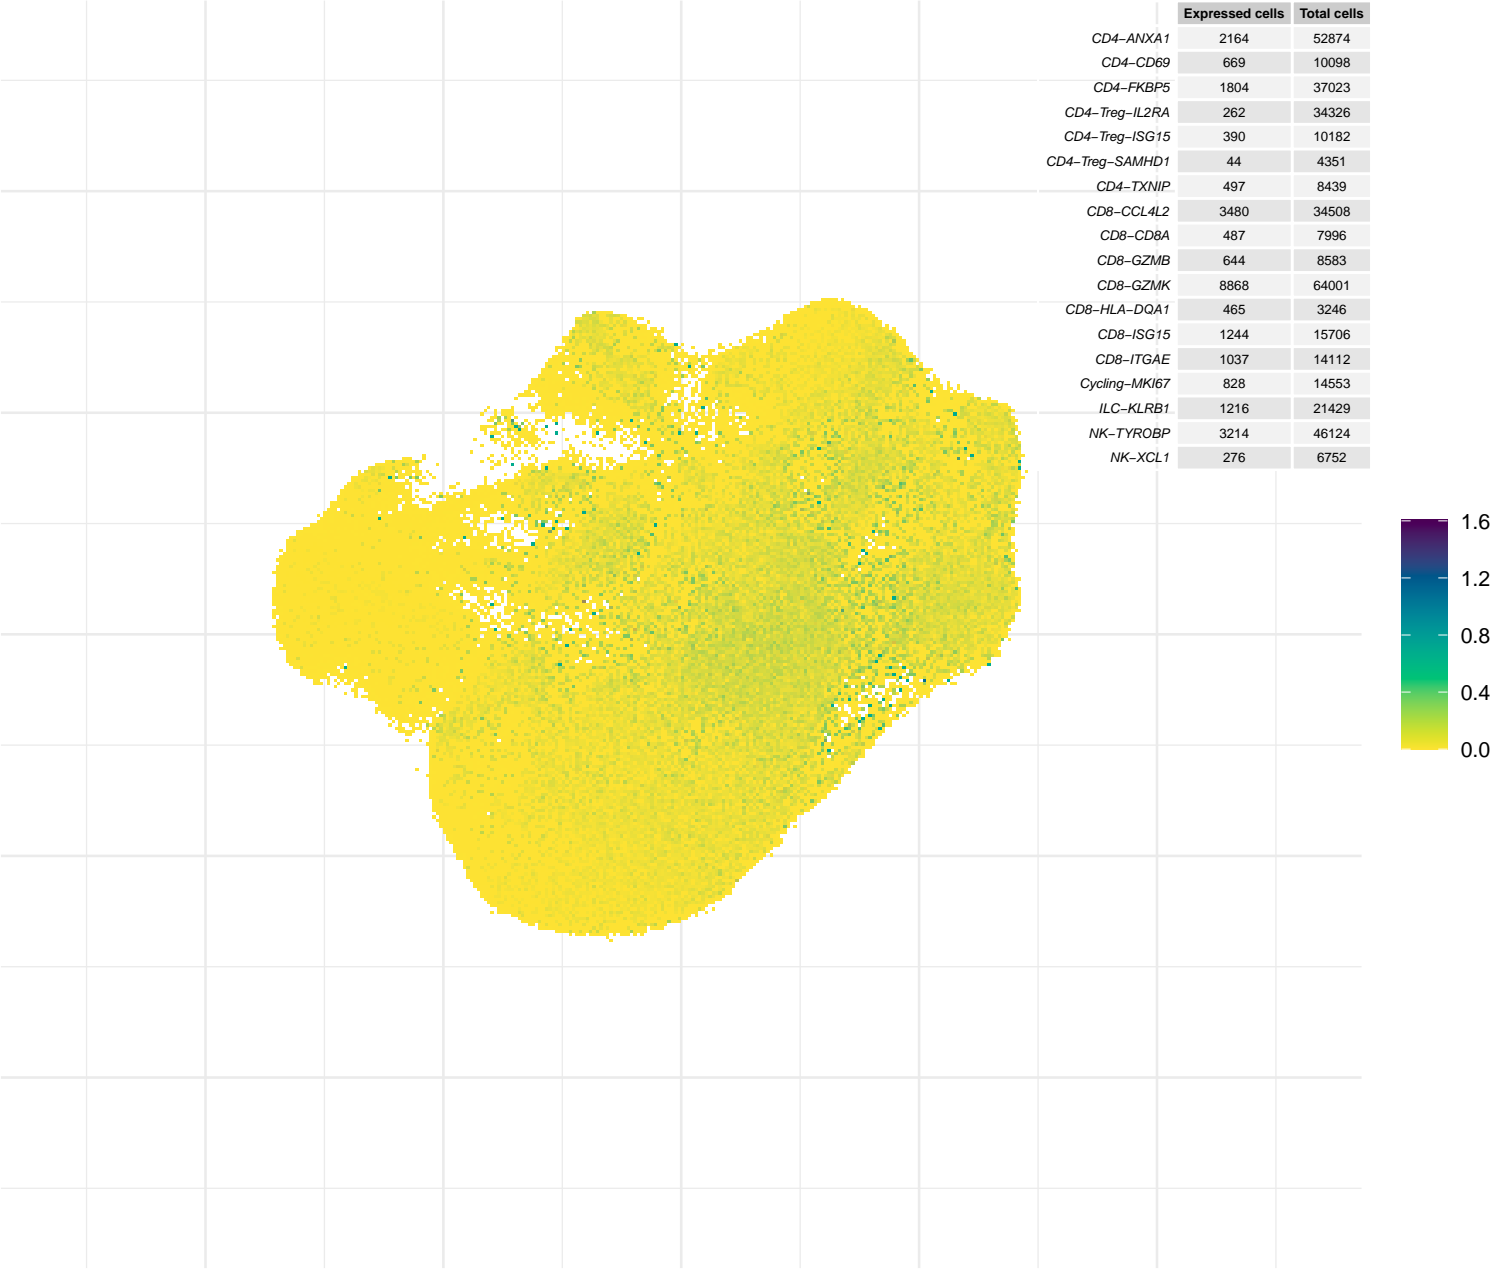 Expressed cells Total cells
CD4−ANXA1 2164 52874
CD4−CD69 669 10098
CD4−FKBP5 1804 37023
CD4−Treg−IL2RA 262 34326
CD4−Treg−ISG15 390 10182
CD4−Treg−SAMHD1 44 4351
CD4−TXNIP 497 8439
CD8−CCL4L2 3480 34508
CD8−CD8A 487 7996
CD8−GZMB 644 8583
CD8−GZMK 8868 64001
CD8−HLA−DQA1 465 3246
CD8−ISG15 1244 15706
CD8−ITGAE 1037 14112
Cycling−MKI67 828 14553
ILC−KLRB1 1216 21429
NK−TYROBP 3214 46124
NK−XCL1 276 6752
1.6
1.2
0.8
0.4
0.0